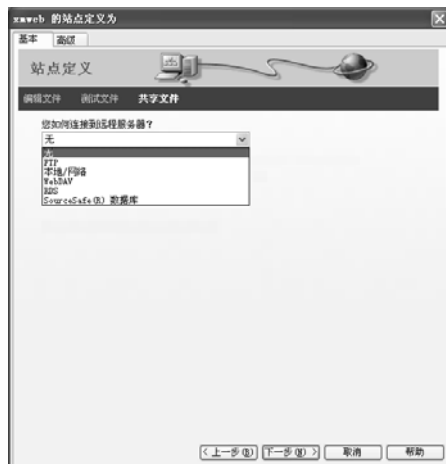 xmweb 的站点定义为
基本 高级
站点定义
编辑文件 测试文件 共享文件
您如何连接到远程服务器?
无
无
FTP
本地/网络
WebDAV
RDS
SourceSafe(R) 数据库
<上一步(B) 下一步(N)> 取消 帮助